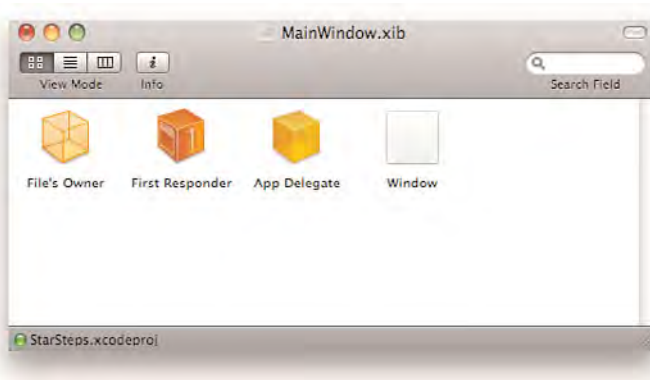 MainWindow.xib
View Mode
Info
Search Field
File's Owner
First Responder
App Delegate
Window
StarSteps.xcodeproj